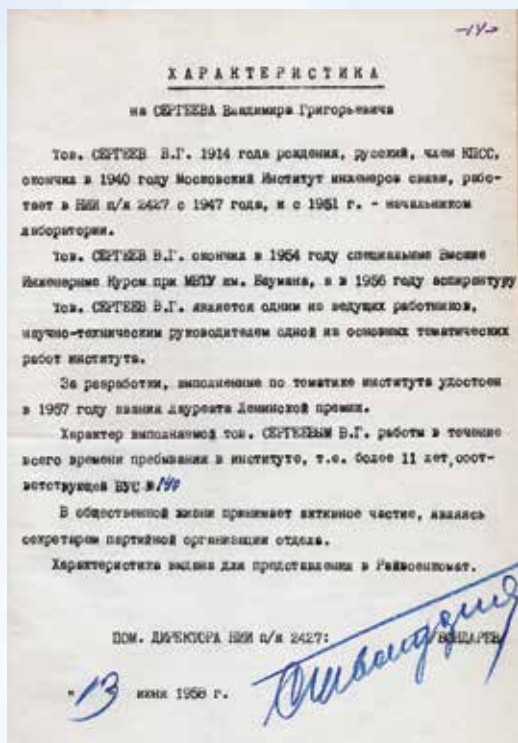 -14-
ХАРАКТЕРИСТИКА
на СЕРГЕЕВА Владимира Григорьевича
Тов. СЕРГЕЕВ В.Г. 1914 года рождения, русский, член КПСС,
окончил в 1940 году Московский Институт инженеров связи, рабо-
тает в НИИ п/я 2427 с 1947 года, и с 1951 г. - начальником
лаборатории.
Тов. СЕРГЕЕВ В.Г. окончил в 1954 году специальные Высшие
Инженерные Курсы при МВТУ им. Баумана, а в 1956 году аспирантуру
Тов. СЕРГЕЕВ В.Г. является одним из ведущих работников,
научно-техническим руководителем одной из основных тематических
работ института.
За разработки, выполненные по тематике института удостоен
в 1957 году звания лауреата Ленинской премии.
Характер выполняемой тов. СЕРГЕЕВЫМ В.Г. работы в течение
всего времени пребывания в институте, т.е. более 11 лет, соот-
ветствующей ВУС № 140
В общественной жизни принимает активное частие, являясь
секретарем партийной организации отдела.
Характеристика выдана для представления в Райвоенкомат.
ПОМ. ДИРЕКТОРА НИИ п/я 2427: /БОНДАРЕВ
" 13 июня 1958 г.